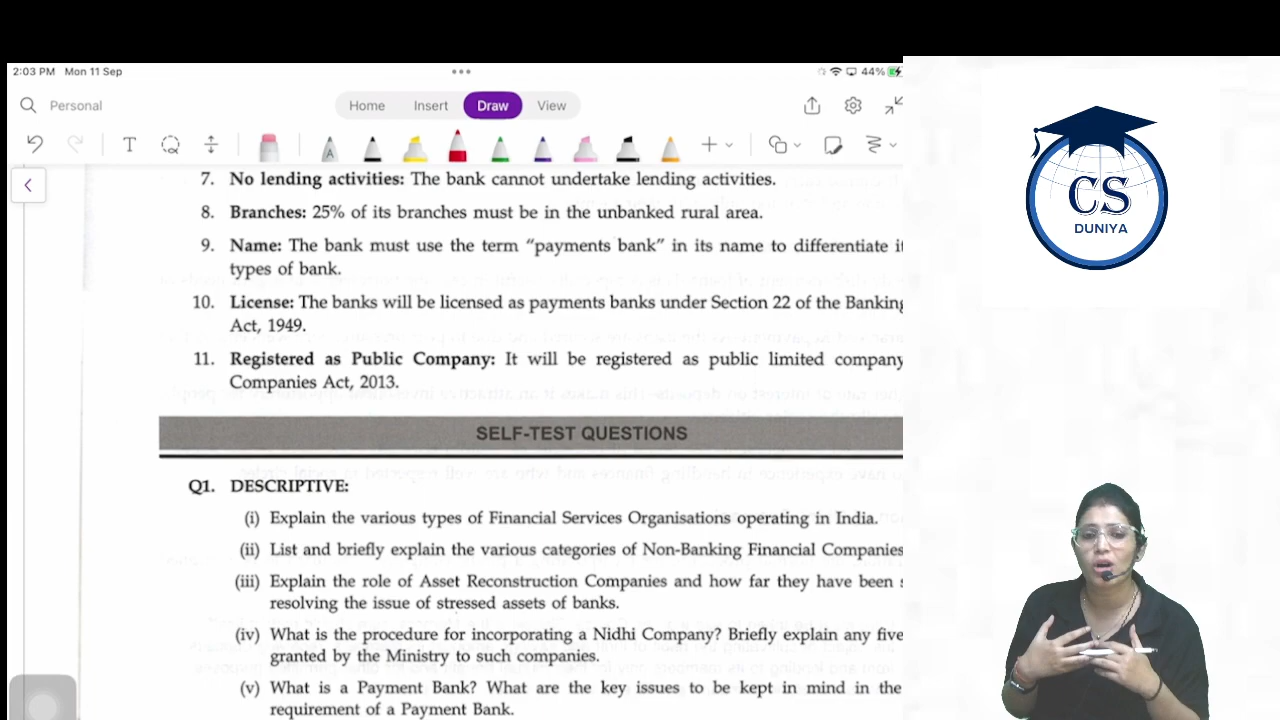 2:03 PM Mon 11 Sep
44%
Personal
Home Insert Draw View
T
A
7. No lending activities: The bank cannot undertake lending activities.
8. Branches: 25% of its branches must be in the unbanked rural area.
9. Name: The bank must use the term “payments bank” in its name to differentiate it
types of bank.
10. License: The banks will be licensed as payments banks under Section 22 of the Banking
Act, 1949.
11. Registered as Public Company: It will be registered as public limited company
Companies Act, 2013.
SELF-TEST QUESTIONS
Q1. DESCRIPTIVE:
(i) Explain the various types of Financial Services Organisations operating in India.
(ii) List and briefly explain the various categories of Non-Banking Financial Companies
(iii) Explain the role of Asset Reconstruction Companies and how far they have been
resolving the issue of stressed assets of banks.
(iv) What is the procedure for incorporating a Nidhi Company? Briefly explain any five
granted by the Ministry to such companies.
(v) What is a Payment Bank? What are the key issues to be kept in mind in the
requirement of a Payment Bank.
CS
DUNIYA